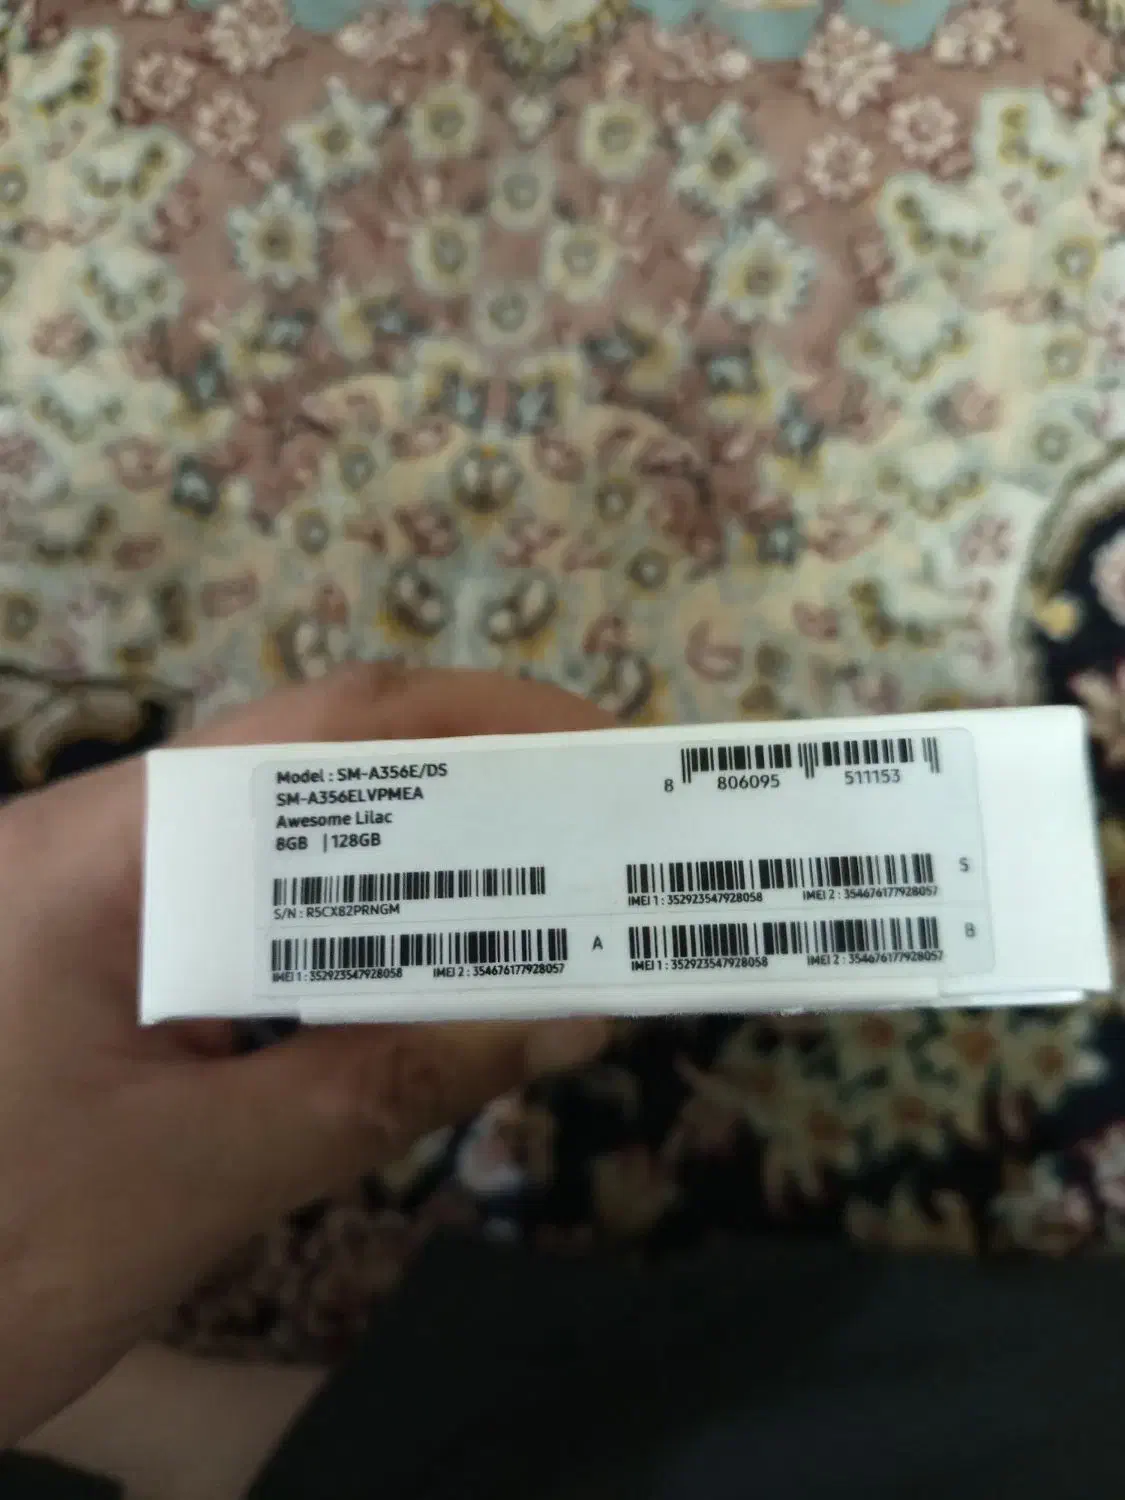 Model : SM-A356E/DS
SM-A356ELVPMEA
Awesome Lilac
8GB | 128GB
8 806095 511153
S/N : R5CX82PRNGM
IMEI 1 : 352923547928058 IMEI 2 : 354676177928057 S
IMEI 1 : 352923547928058 IMEI 2 : 354676177928057 A
IMEI 1 : 352923547928058 IMEI 2 : 354676177928057 B